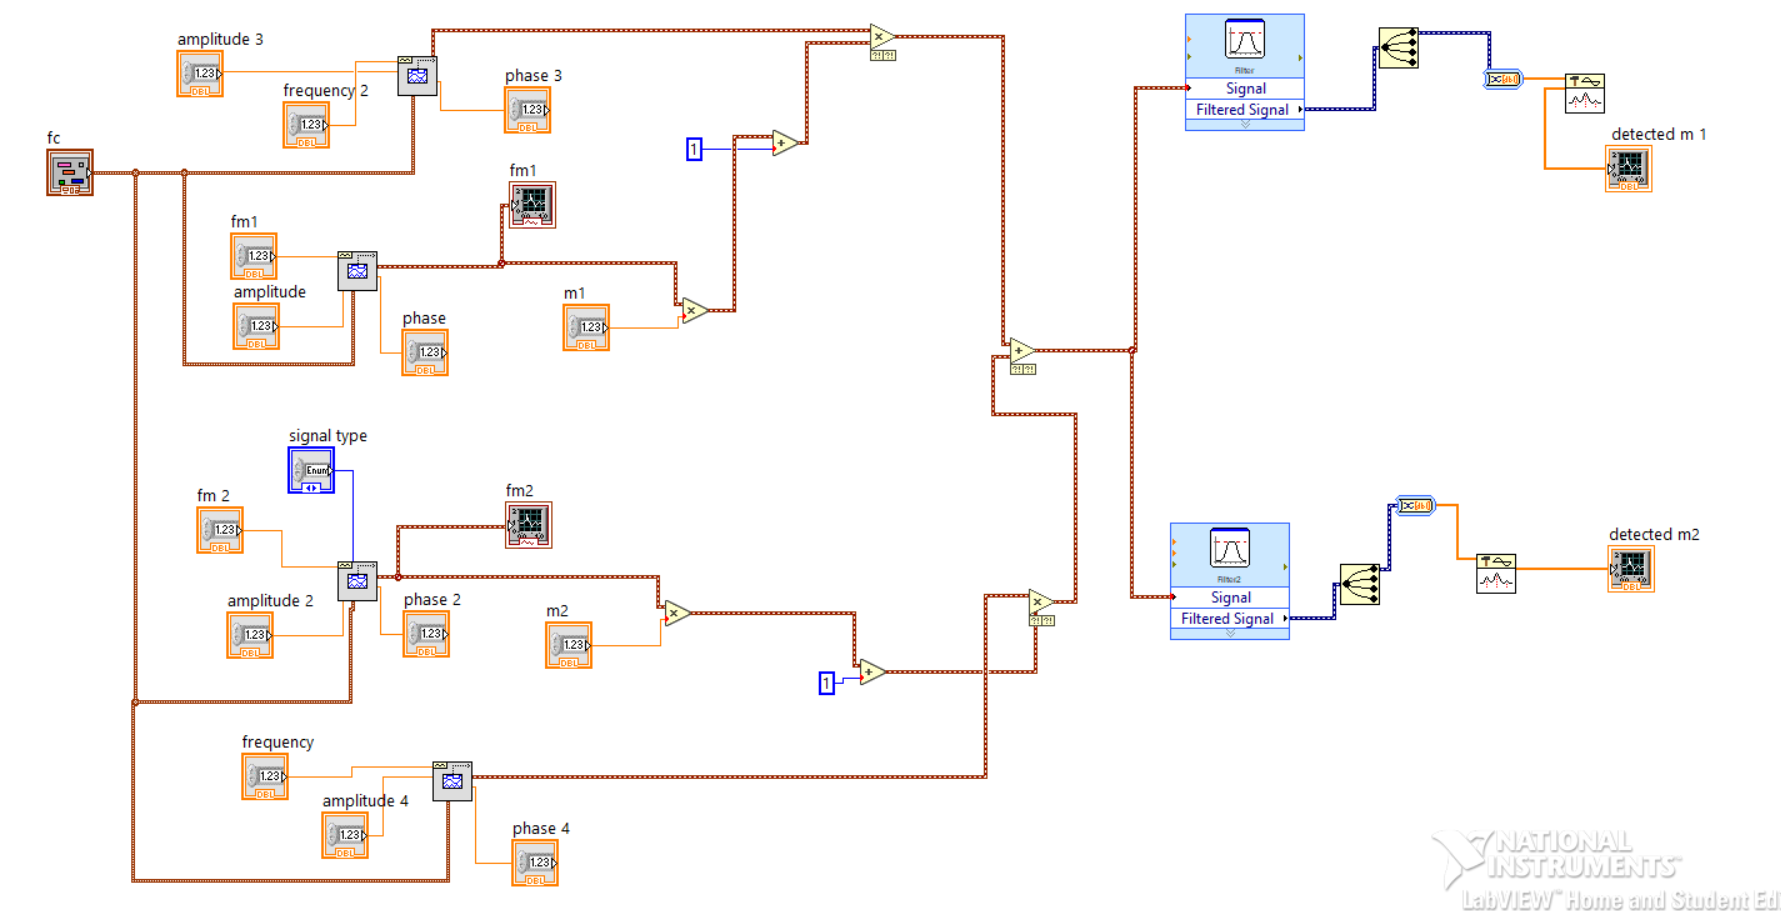 amplitude 3
1.23
DBL
frequency 2
1.23
DBL
phase 3
1.23
DBL
Filter
Signal
Filtered Signal
detected m 1
DBL
fc
1
fm1
fm1
1.23
DBL
amplitude
1.23
DBL
phase
1.23
DBL
m1
1.23
DBL
signal type
Enum
fm 2
1.23
DBL
fm2
amplitude 2
1.23
DBL
phase 2
1.23
DBL
m2
1.23
DBL
1
Filter2
Signal
Filtered Signal
detected m2
DBL
frequency
1.23
DBL
amplitude 4
1.23
DBL
phase 4
1.23
DBL
NATIONAL
INSTRUMENTS™
LabVIEW™ Home and Student Ed